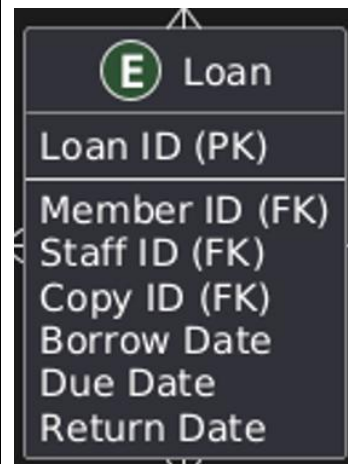 E Loan
Loan ID (PK)
Member ID (FK)
Staff ID (FK)
Copy ID (FK)
Borrow Date
Due Date
Return Date